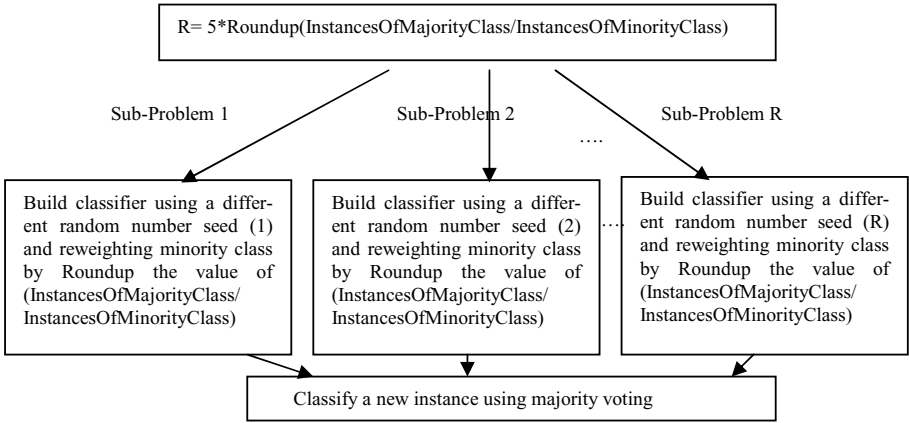 R= 5*Roundup(InstancesOfMajorityClass/InstancesOfMinorityClass)
Sub-Problem 1
Sub-Problem 2
Sub-Problem R
....
Build classifier using a differ-
ent random number seed (1)
and reweighting minority class
by Roundup the value of
(InstancesOfMajorityClass/
InstancesOfMinorityClass)
Build classifier using a differ-
ent random number seed (2)
and reweighting minority class
by Roundup the value of
(InstancesOfMajorityClass/
InstancesOfMinorityClass)
....
Build classifier using a differ-
ent random number seed (R)
and reweighting minority class
by Roundup the value of
(InstancesOfMajorityClass/
InstancesOfMinorityClass)
Classify a new instance using majority voting